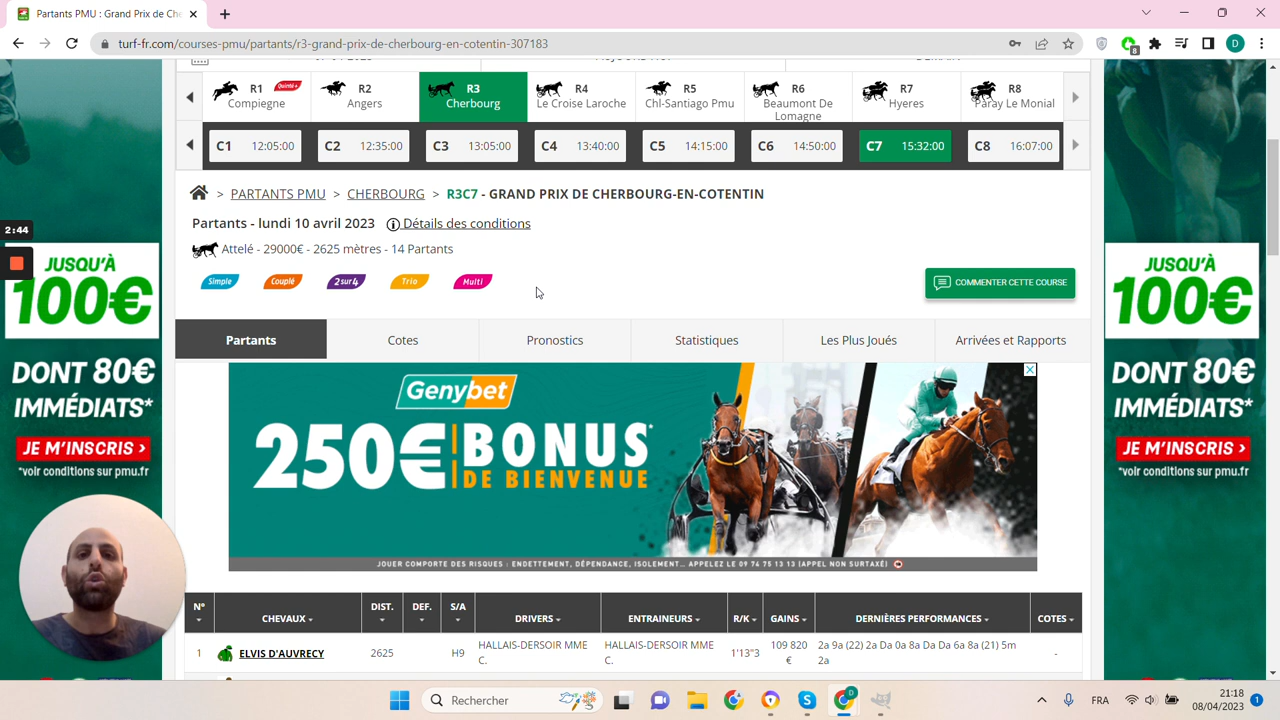 Partants PMU : Grand Prix de Che
turf-fr.com/courses-pmu/partants/r3-grand-prix-de-cherbourg-en-cotentin-307183
8
D
R1 Quinté+
Compiegne
R2
Angers
R3
Cherbourg
R4
Le Croise Laroche
R5
Chl-Santiago Pmu
R6
Beaumont De
Lomagne
R7
Hyeres
R8
Paray Le Monial
C1 12:05:00
C2 12:35:00
C3 13:05:00
C4 13:40:00
C5 14:15:00
C6 14:50:00
C7 15:32:00
C8 16:07:00
> PARTANTS PMU > CHERBOURG > R3C7 - GRAND PRIX DE CHERBOURG-EN-COTENTIN
Partants - lundi 10 avril 2023 Détails des conditions
Attelé - 29000€ - 2625 mètres - 14 Partants
Simple Couplé 2sur4 Trio Multi
COMMENTER CETTE COURSE
2:44
JUSQU'À
100€
DONT 80€
IMMÉDIATS*
JE M'INSCRIS >
*voir conditions sur pmu.fr
Partants Cotes Pronostics Statistiques Les Plus Joués Arrivées et Rapports
Genybet
250€ BONUS*
DE BIENVENUE
JOUER COMPORTE DES RISQUES : ENDETTEMENT, DÉPENDANCE, ISOLEMENT... APPELEZ LE 09 74 75 13 13 (APPEL NON SURTAXÉ)
JUSQU'À
100€
DONT 80€
IMMÉDIATS*
JE M'INSCRIS >
*voir conditions sur pmu.fr
N° CHEVAUX DIST. DEF. S/A DRIVERS ENTRAINEURS R/K GAINS DERNIÈRES PERFORMANCES COTES
1 ELVIS D'AUVRECY 2625 H9 HALLAIS-DERSOIR MME C. HALLAIS-DERSOIR MME C. 1'13"3 109 820 € 2a 9a (22) 2a Da 0a 8a Da Da 6a 8a (21) 5m 2a -
Rechercher
D
FRA
21:18
08/04/2023
1